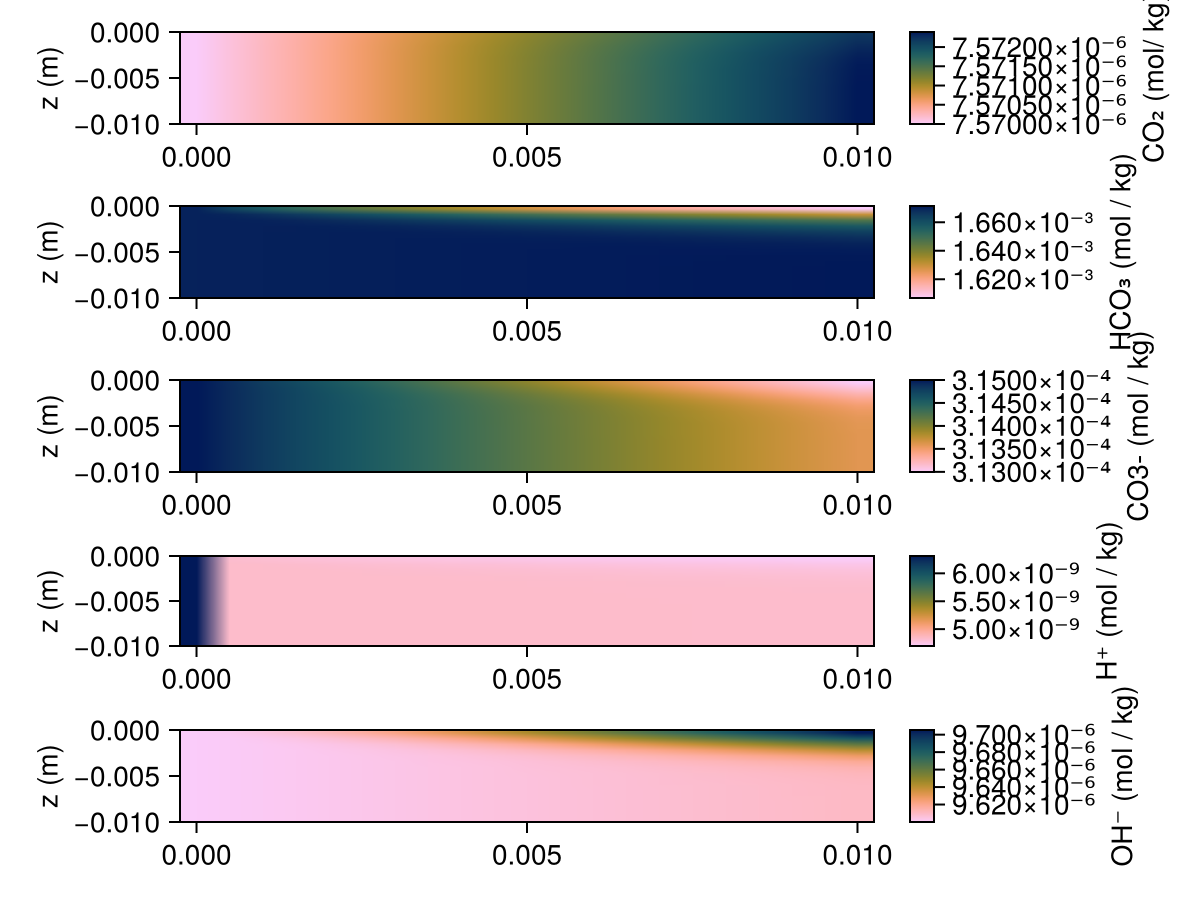 0.000
−0.005
−0.010
z (m)
0.000 0.005 0.010
7.57200×10⁻⁶
7.57150×10⁻⁶
7.57100×10⁻⁶
7.57050×10⁻⁶
7.57000×10⁻⁶
CO₂ (mol/ kg)
0.000
−0.005
−0.010
z (m)
0.000 0.005 0.010
1.660×10⁻³
1.640×10⁻³
1.620×10⁻³
HCO₃ (mol / kg)
0.000
−0.005
−0.010
z (m)
0.000 0.005 0.010
3.1500×10⁻⁴
3.1450×10⁻⁴
3.1400×10⁻⁴
3.1350×10⁻⁴
3.1300×10⁻⁴
CO3- (mol / kg)
0.000
−0.005
−0.010
z (m)
0.000 0.005 0.010
6.00×10⁻⁹
5.50×10⁻⁹
5.00×10⁻⁹
H⁺ (mol / kg)
0.000
−0.005
−0.010
z (m)
0.000 0.005 0.010
9.700×10⁻⁶
9.680×10⁻⁶
9.660×10⁻⁶
9.640×10⁻⁶
9.620×10⁻⁶
OH⁻ (mol / kg)